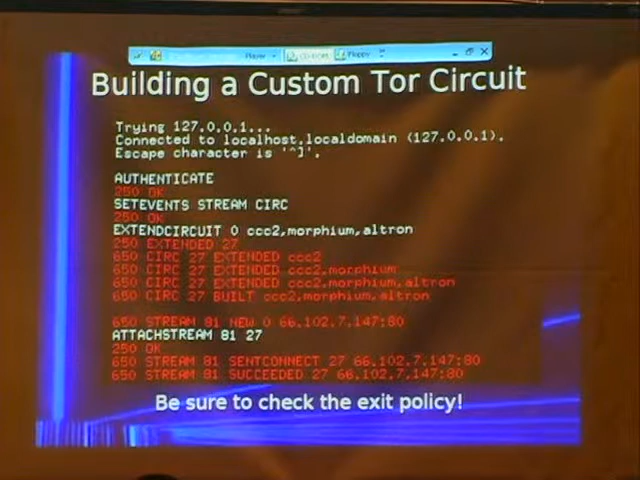 Player
Floppy
Building a Custom Tor Circuit
Trying 127.0.0.1...
Connected to localhost.localdomain (127.0.0.1).
Escape character is '^]'.
AUTHENTICATE
250 OK
SETEVENTS STREAM CIRC
250 OK
EXTENDCIRCUIT 0 ccc2,morphium,altron
250 EXTENDED 27
650 CIRC 27 EXTENDED ccc2
650 CIRC 27 EXTENDED ccc2,morphium
650 CIRC 27 EXTENDED ccc2,morphium,altron
650 CIRC 27 BUILT ccc2,morphium,altron
650 STREAM 81 NEW 0 66.102.7.147:80
ATTACHSTREAM 81 27
250 OK
650 STREAM 81 SENTCONNECT 27 66.102.7.147:80
650 STREAM 81 SUCCEEDED 27 66.102.7.147:80
Be sure to check the exit policy!